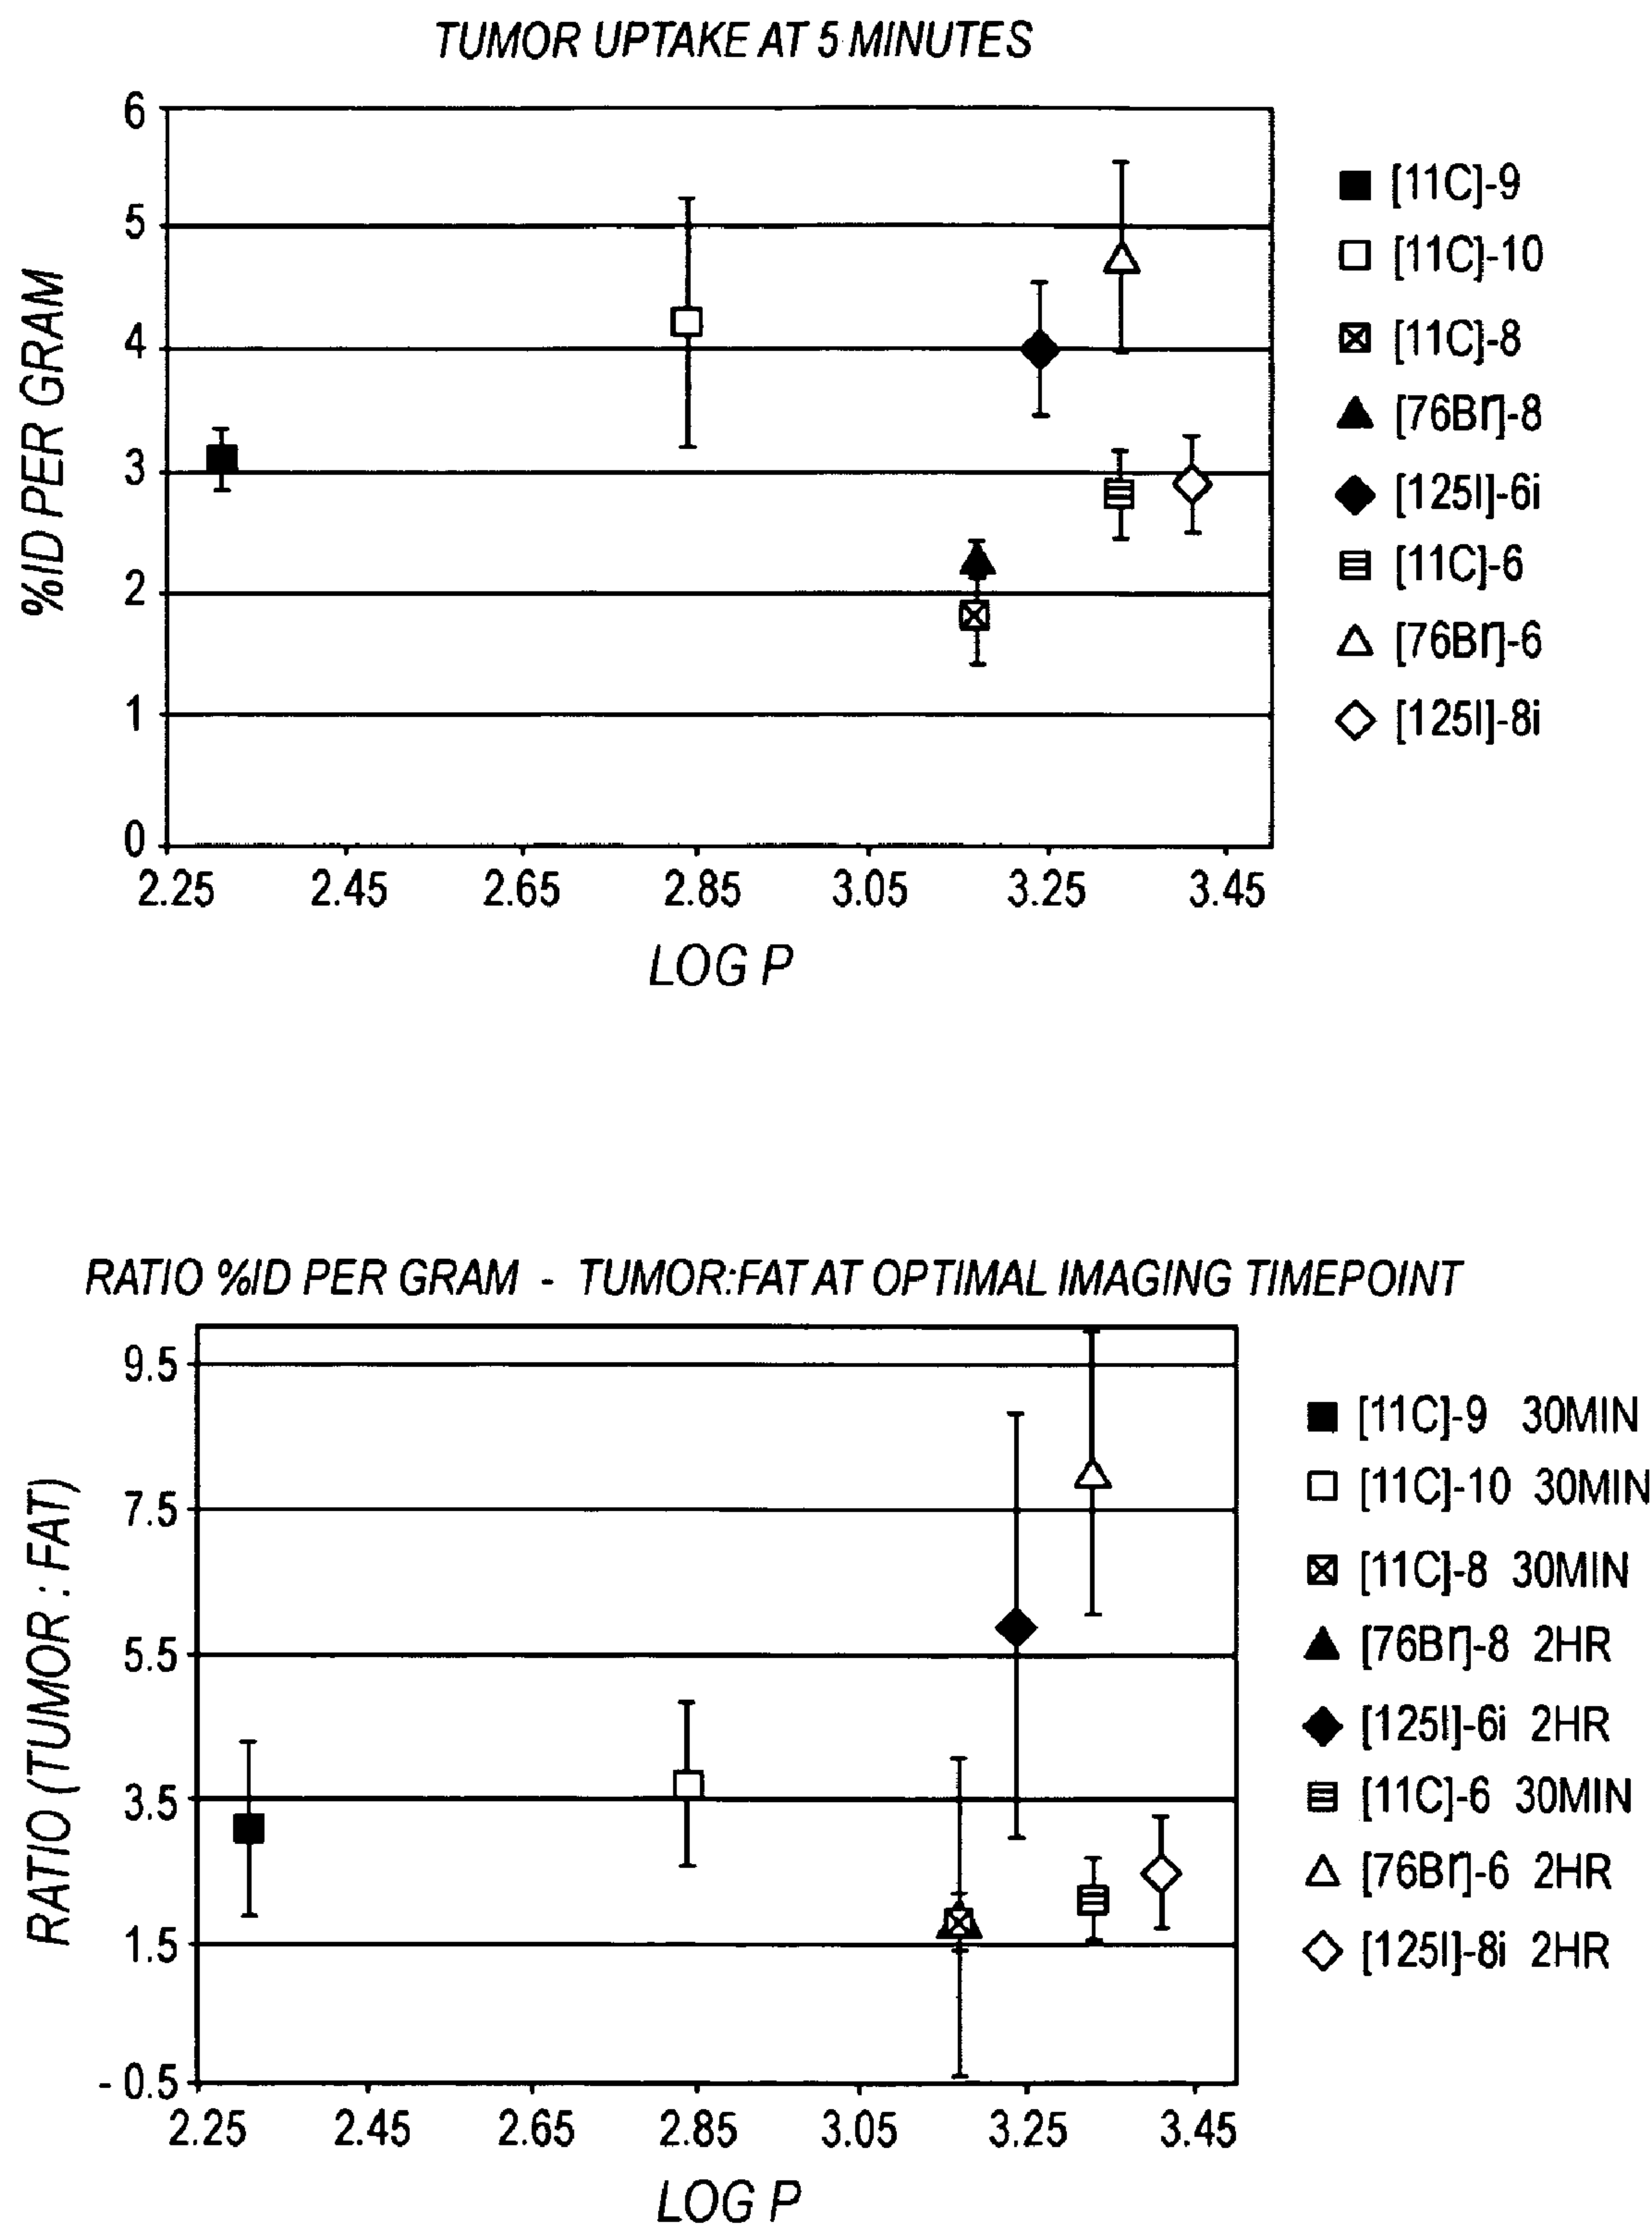 TUMOR UPTAKE AT 5 MINUTES
6
5
4
3
2
1
0
%ID PER GRAM
2.25 2.45 2.65 2.85 3.05 3.25 3.45
LOG P
[11C]-9
[11C]-10
[11C]-8
[76Br]-8
[125I]-6i
[11C]-6
[76Br]-6
[125I]-8i
RATIO %ID PER GRAM - TUMOR:FAT AT OPTIMAL IMAGING TIMEPOINT
9.5
7.5
5.5
3.5
1.5
- 0.5
RATIO (TUMOR : FAT)
2.25 2.45 2.65 2.85 3.05 3.25 3.45
LOG P
[11C]-9 30MIN
[11C]-10 30MIN
[11C]-8 30MIN
[76Br]-8 2HR
[125I]-6i 2HR
[11C]-6 30MIN
[76Br]-6 2HR
[125I]-8i 2HR